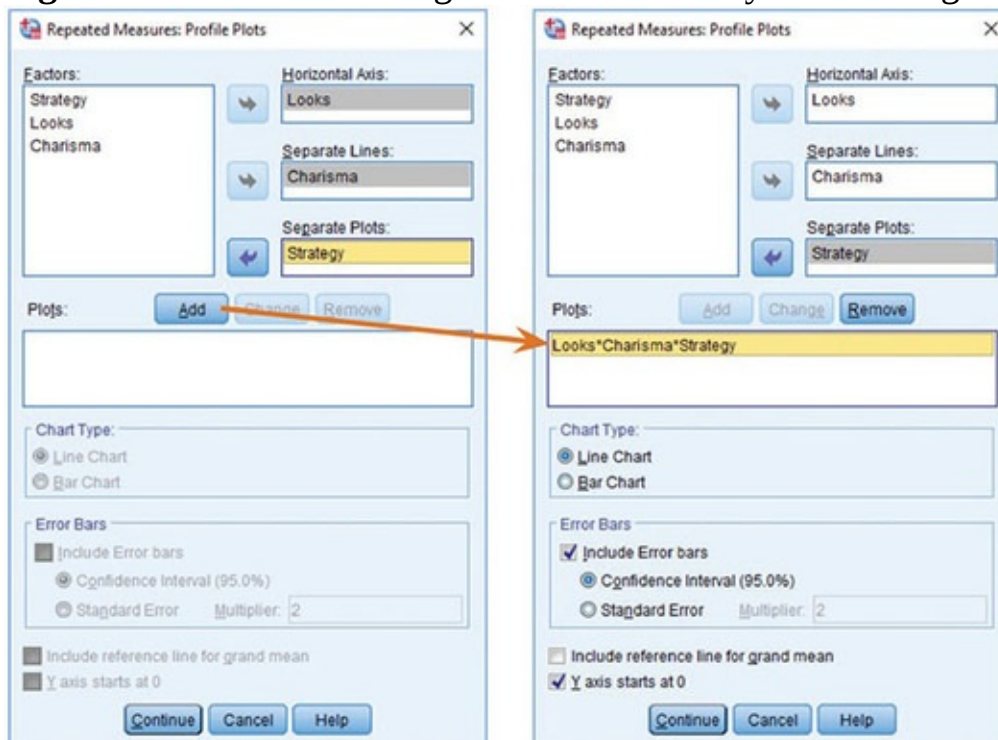 Repeated Measures: Profile Plots
Factors:
Strategy
Looks
Charisma
Horizontal Axis:
Looks
Separate Lines:
Charisma
Separate Plots:
Strategy
Plots:
Add
Change
Remove
Chart Type:
Line Chart
Bar Chart
Error Bars
Include Error bars
Confidence Interval (95.0%)
Standard Error Multiplier: 2
Include reference line for grand mean
Y axis starts at 0
Continue
Cancel
Help
Repeated Measures: Profile Plots
Factors:
Strategy
Looks
Charisma
Horizontal Axis:
Looks
Separate Lines:
Charisma
Separate Plots:
Strategy
Plots:
Add
Change
Remove
Looks*Charisma*Strategy
Chart Type:
Line Chart
Bar Chart
Error Bars
Include Error bars
Confidence Interval (95.0%)
Standard Error Multiplier: 2
Include reference line for grand mean
Y axis starts at 0
Continue
Cancel
Help